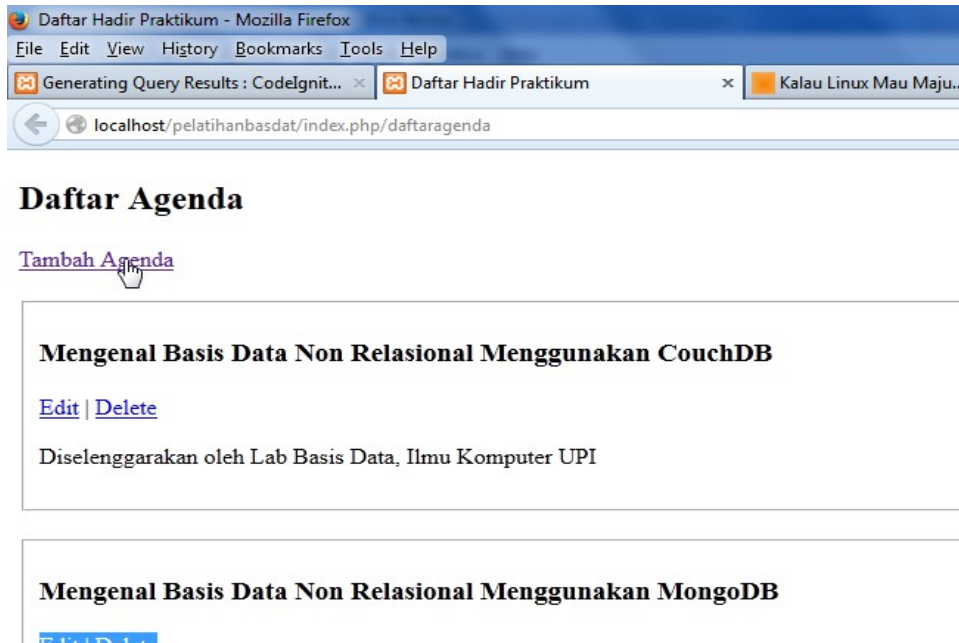 Daftar Hadir Praktikum - Mozilla Firefox
File Edit View History Bookmarks Tools Help
Generating Query Results : CodeIgnit... × Daftar Hadir Praktikum × Kalau Linux Mau Maju..
localhost/pelatihanbasdat/index.php/daftaragenda
Daftar Agenda
Tambah Agenda
Mengenal Basis Data Non Relasional Menggunakan CouchDB
Edit | Delete
Diselenggarakan oleh Lab Basis Data, Ilmu Komputer UPI
Mengenal Basis Data Non Relasional Menggunakan MongoDB
Edit | Delete